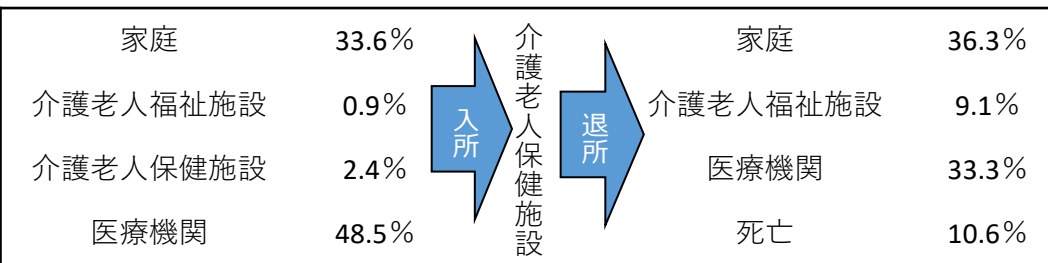 家庭 33.6%
介護老人福祉施設 0.9%
介護老人保健施設 2.4%
医療機関 48.5%
入所
介護老人保健施設
退所
家庭 36.3%
介護老人福祉施設 9.1%
医療機関 33.3%
死亡 10.6%